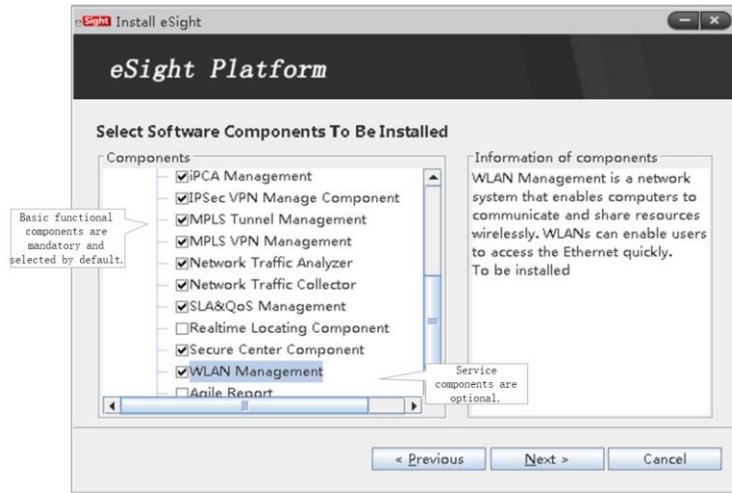 eSight Install eSight
eSight Platform
Select Software Components To Be Installed
Components
iPCA Management
IPSec VPN Manage Component
MPLS Tunnel Management
MPLS VPN Management
Network Traffic Analyzer
Network Traffic Collector
SLA&QoS Management
Realtime Locating Component
Secure Center Component
WLAN Management
Agile Report
Basic functional
components are
mandatory and
selected by default.
Service
components are
optional.
Information of components
WLAN Management is a network
system that enables computers to
communicate and share resources
wirelessly. WLANs can enable users
to access the Ethernet quickly.
To be installed
< Previous
Next >
Cancel